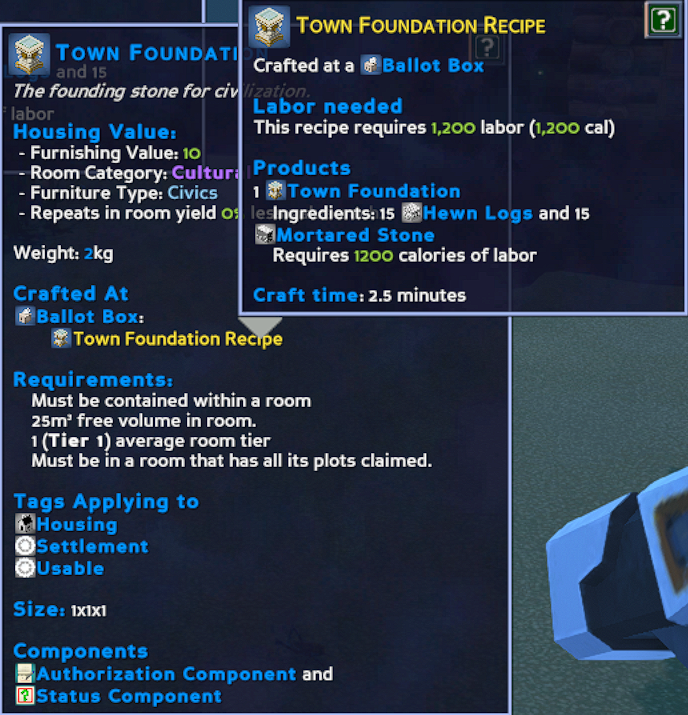 Town Foundation
and 15
The founding stone for civilization.
labor
Housing Value:
- Furnishing Value: 10
- Room Category: Cultura
- Furniture Type: Civics
- Repeats in room yield 0% les
Weight: 2kg
Crafted At
Ballot Box:
Town Foundation Recipe
Requirements:
Must be contained within a room
25m³ free volume in room.
1 (Tier 1) average room tier
Must be in a room that has all its plots claimed.
Tags Applying to
Housing
Settlement
Usable
Size: 1x1x1
Components
Authorization Component and
Status Component
Town Foundation Recipe
?
?
Crafted at a Ballot Box
Labor needed
This recipe requires 1,200 labor (1,200 cal)
Products
1 Town Foundation
Ingredients: 15 Hewn Logs and 15
Mortared Stone
Requires 1200 calories of labor
Craft time: 2.5 minutes